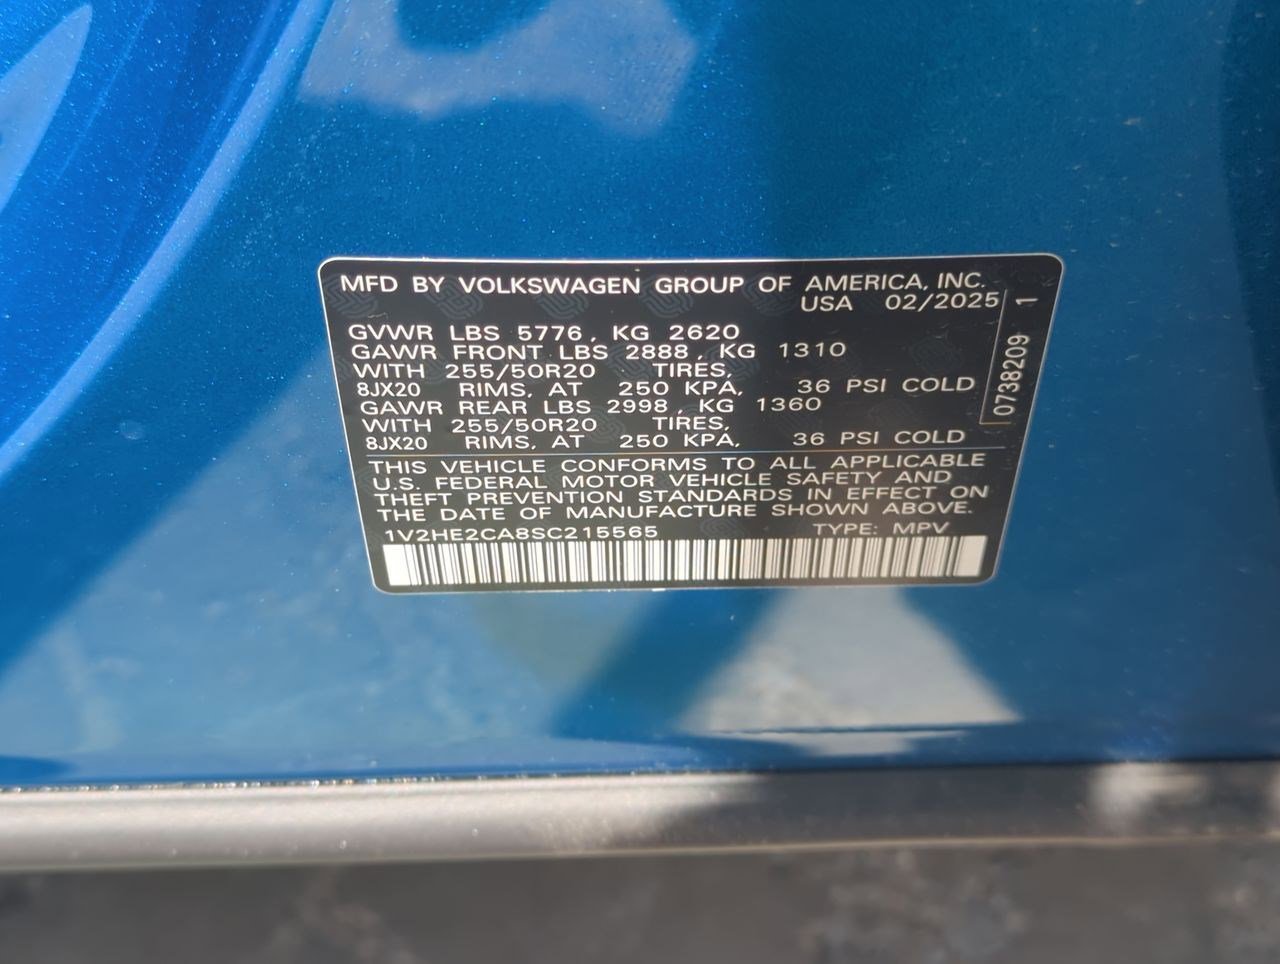 MFD BY VOLKSWAGEN GROUP OF AMERICA, INC.
USA 02/2025
GVWR LBS 5776, KG 2620
GAWR FRONT LBS 2888, KG 1310
WITH 255/50R20 TIRES,
8JX20 RIMS, AT 250 KPA, 36 PSI COLD
GAWR REAR LBS 2998, KG 1360
WITH 255/50R20 TIRES,
8JX20 RIMS, AT 250 KPA, 36 PSI COLD
0738209 1
THIS VEHICLE CONFORMS TO ALL APPLICABLE
U.S. FEDERAL MOTOR VEHICLE SAFETY AND
THEFT PREVENTION STANDARDS IN EFFECT ON
THE DATE OF MANUFACTURE SHOWN ABOVE.
1V2HE2CA8SC215565 TYPE: MPV